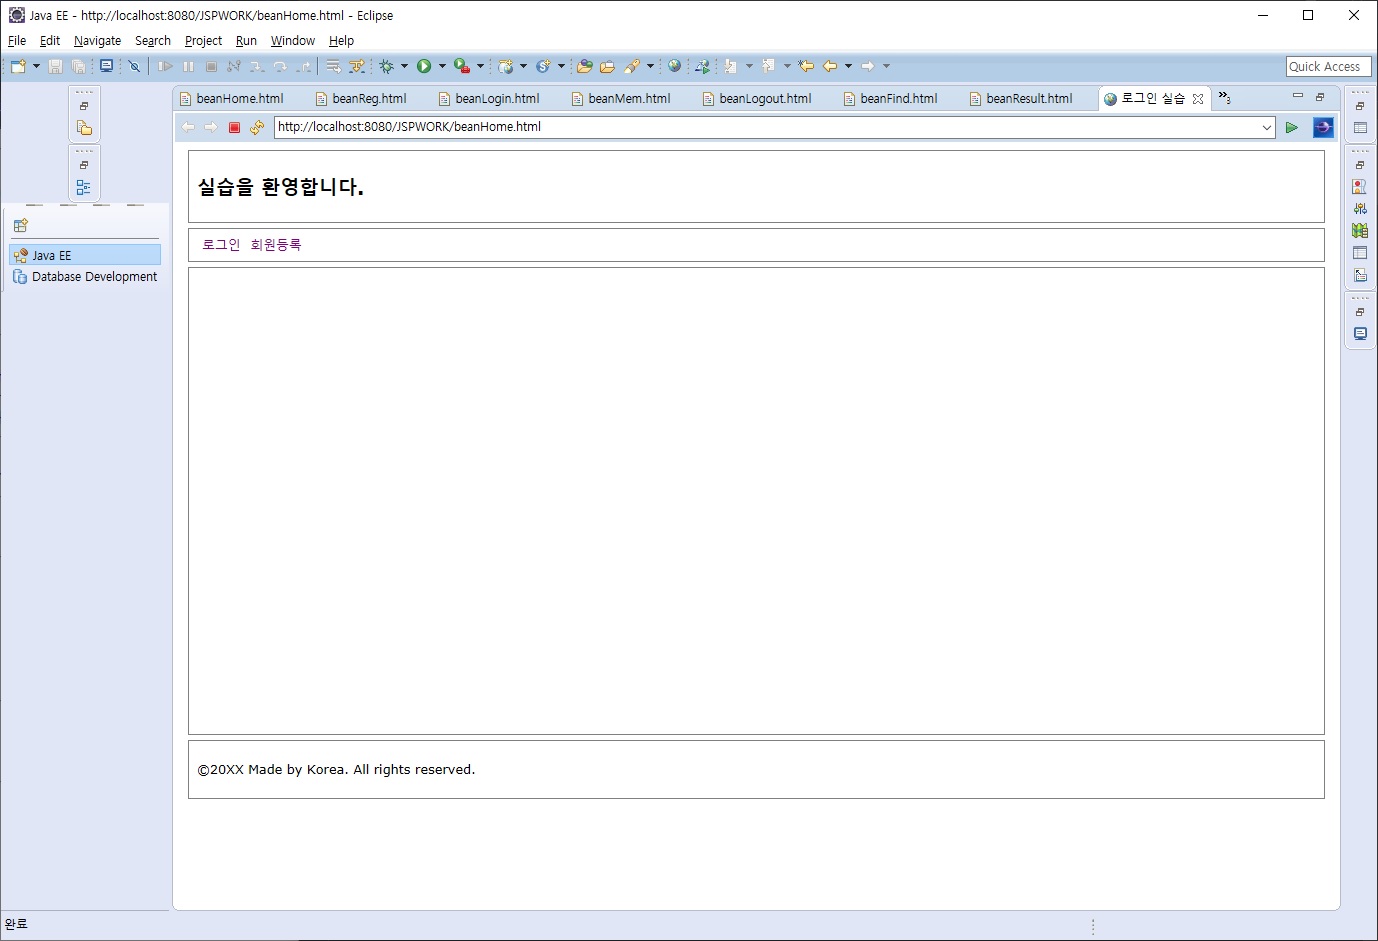 Java EE - http://localhost:8080/JSPWORK/beanHome.html - Eclipse
File Edit Navigate Search Project Run Window Help
Quick Access
beanHome.html beanReg.html beanLogin.html beanMem.html beanLogout.html beanFind.html beanResult.html 로그인 실습 »3
http://localhost:8080/JSPWORK/beanHome.html
실습을 환영합니다.
로그인 회원등록
Java EE
Database Development
©20XX Made by Korea. All rights reserved.
완료